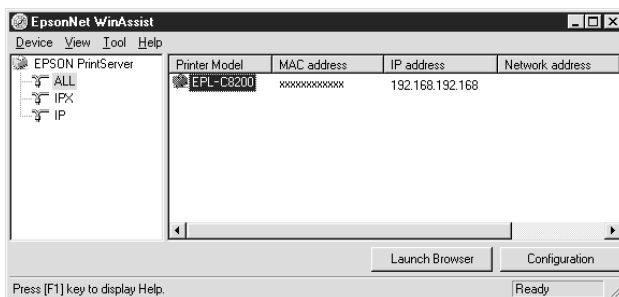 EpsonNet WinAssist
Device View Tool Help
EPSON PrintServer
ALL
IPX
IP
Printer Model MAC address IP address Network address
EPL-C8200 xxxxxxxxxxx 192.168.192.168
Launch Browser Configuration
Press [F1] key to display Help. Ready